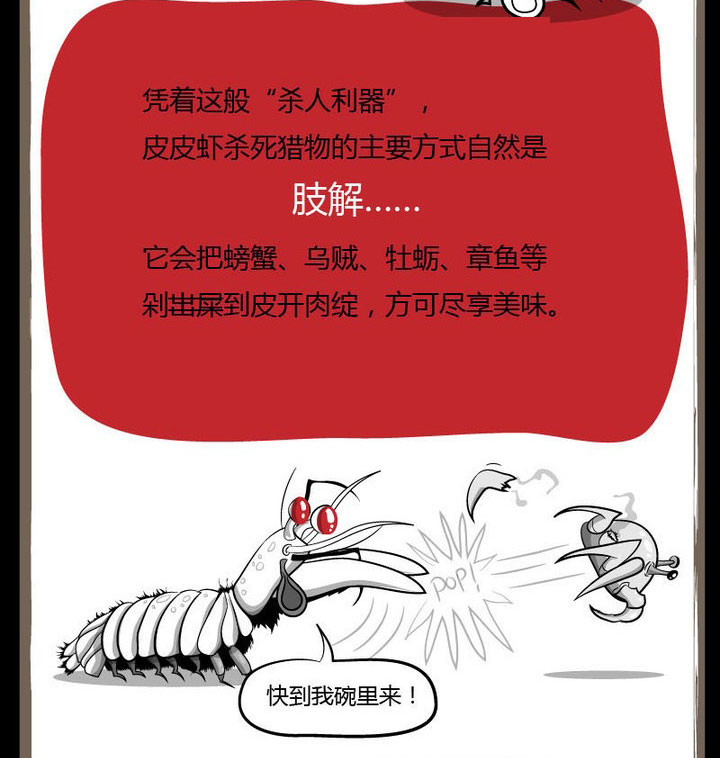 凭着这般“杀人利器”，
皮皮虾杀死猎物的主要方式自然是
肢解……
它会把螃蟹、乌贼、牡蛎、章鱼等
剁出屎到皮开肉绽，方可尽享美味。
POP!
快到我碗里来！